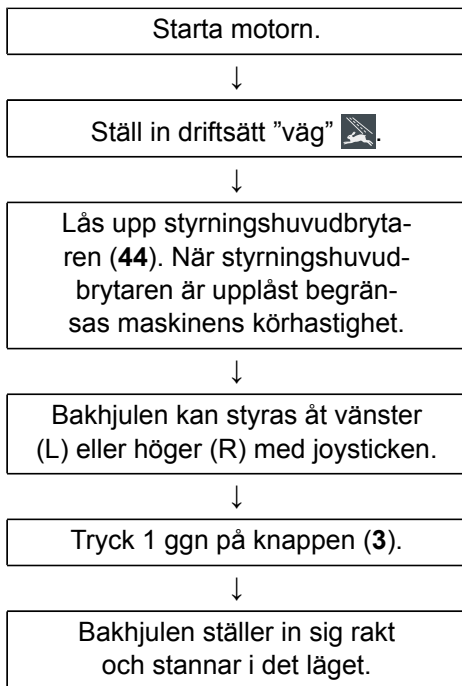 Starta motorn.
↓
Ställ in driftsätt ”väg” .
↓
Lås upp styrningshuvudbryta-
ren (44). När styrningshuvud-
brytaren är upplåst begrän-
sas maskinens körhastighet.
↓
Bakhjulen kan styras åt vänster
(L) eller höger (R) med joysticken.
↓
Tryck 1 ggn på knappen (3).
↓
Bakhjulen ställer in sig rakt
och stannar i det läget.